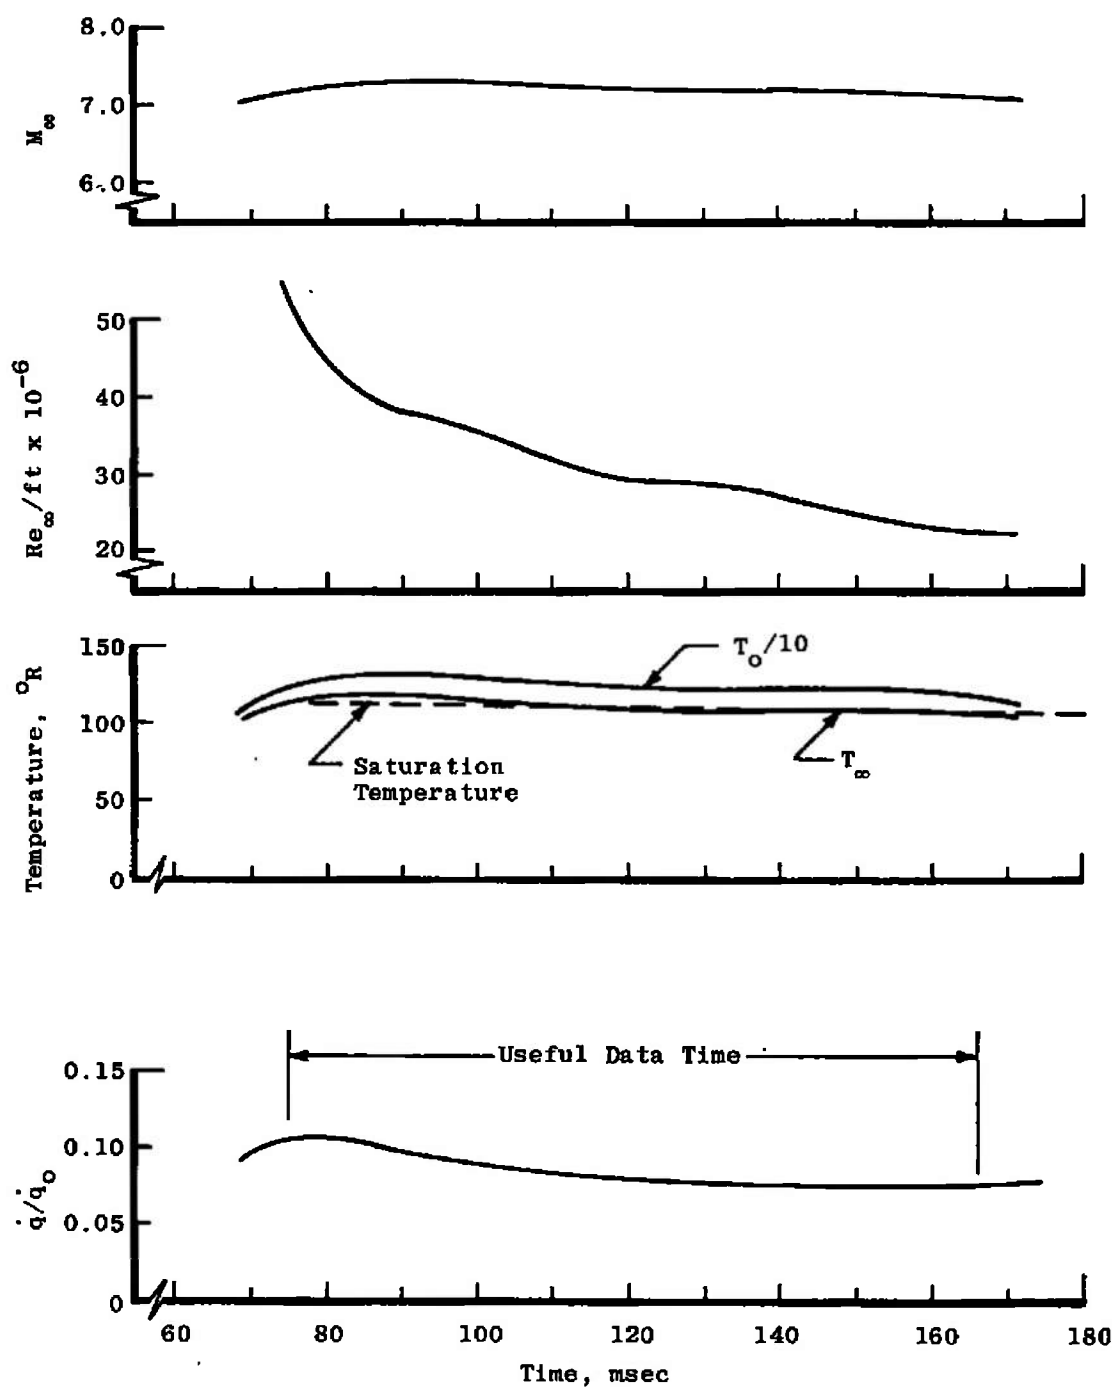 8.0
7.0
6.0
M∞
50
40
30
20
Re∞/ft x 10⁻⁶
150
100
50
0
Temperature, °R
T₀/10
Saturation
Temperature
T∞
Useful Data Time
0.15
0.10
0.05
0
q̇/q̇₀
60 80 100 120 140 160 180
Time, msec